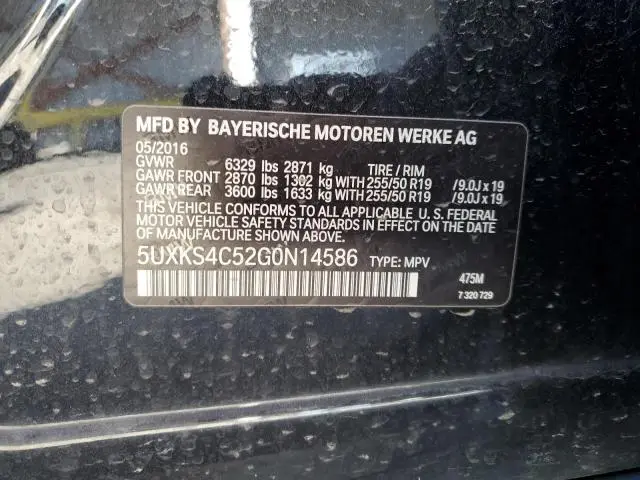 MFD BY BAYERISCHE MOTOREN WERKE AG
05/2016
GVWR 6329 lbs 2871 kg TIRE / RIM
GAWR FRONT 2870 lbs 1302 kg WITH 255/50 R19 /9.0J x 19
GAWR REAR 3600 lbs 1633 kg WITH 255/50 R19 /9.0J x 19
THIS VEHICLE CONFORMS TO ALL APPLICABLE U. S. FEDERAL
MOTOR VEHICLE SAFETY STANDARDS IN EFFECT ON THE DATE
OF MANUFACTURE SHOWN ABOVE.
5UXKS4C52G0N14586 TYPE: MPV
475M
7 320 729